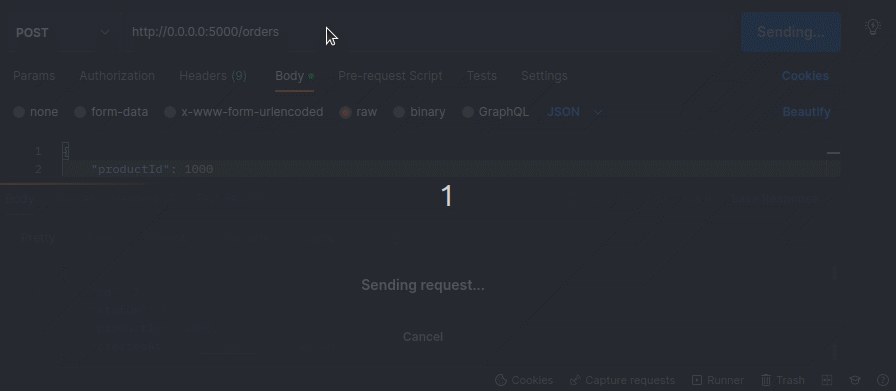 POST http://0.0.0.0:5000/orders Sending...
Params Authorization Headers (9) Body Pre-request Script Tests Settings Cookies
none form-data x-www-form-urlencoded raw binary GraphQL JSON Beautify
1 {
2 "productId": 1000
1
Pretty
Sending request...
Cancel
Cookies Capture requests Runner Trash